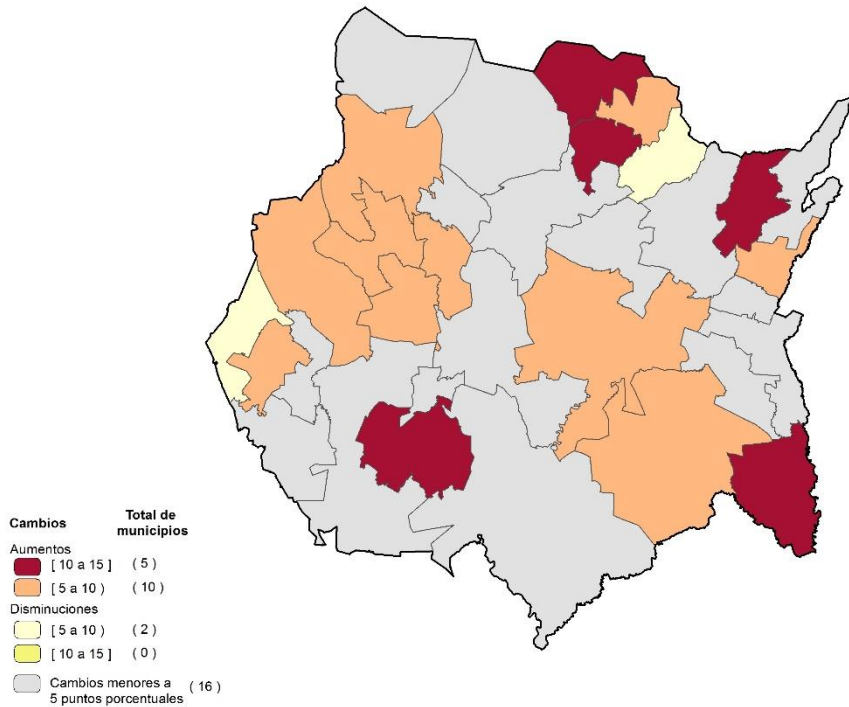 Cambios Total de municipios
Aumentos
[ 10 a 15 ] ( 5 )
[ 5 a 10 ) ( 10 )
Disminuciones
[ 5 a 10 ) ( 2 )
[ 10 a 15 ] ( 0 )
Cambios menores a ( 16 )
5 puntos porcentuales